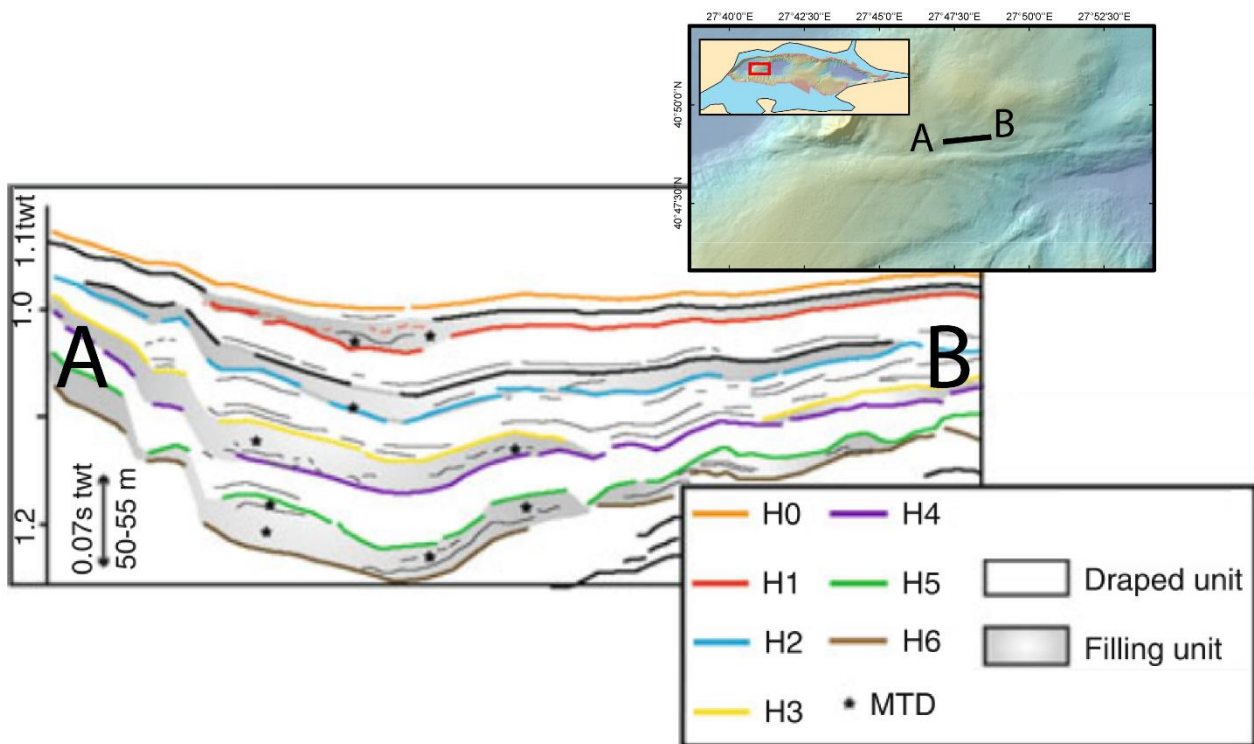 27°40'0"E 27°42'30"E 27°45'0"E 27°47'30"E 27°50'0"E 27°52'30"E
40°50'0"N
40°47'30"N
A B
1.1twt
1.0
1.2
A
B
0.07s twt
50-55 m
H0 H4
H1 H5 Draped unit
H2 H6 Filling unit
H3 MTD